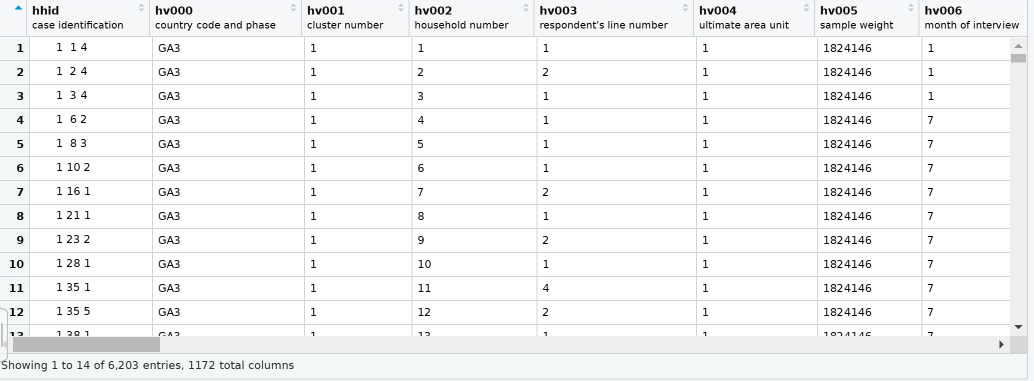 hhid hv000 hv001 hv002 hv003 hv004 hv005 hv006
case identification country code and phase cluster number household number respondent's line number ultimate area unit sample weight month of interview
1 1 1 4 GA3 1 1 1 1 1824146 1
2 1 2 4 GA3 1 2 2 1 1824146 1
3 1 3 4 GA3 1 3 1 1 1824146 1
4 1 6 2 GA3 1 4 1 1 1824146 7
5 1 8 3 GA3 1 5 1 1 1824146 7
6 1 10 2 GA3 1 6 1 1 1824146 7
7 1 16 1 GA3 1 7 2 1 1824146 7
8 1 21 1 GA3 1 8 1 1 1824146 7
9 1 23 2 GA3 1 9 2 1 1824146 7
10 1 28 1 GA3 1 10 1 1 1824146 7
11 1 35 1 GA3 1 11 4 1 1824146 7
12 1 35 5 GA3 1 12 2 1 1824146 7
13 1 38 1 GA3 1 13 1 1 1824146 7
Showing 1 to 14 of 6,203 entries, 1172 total columns